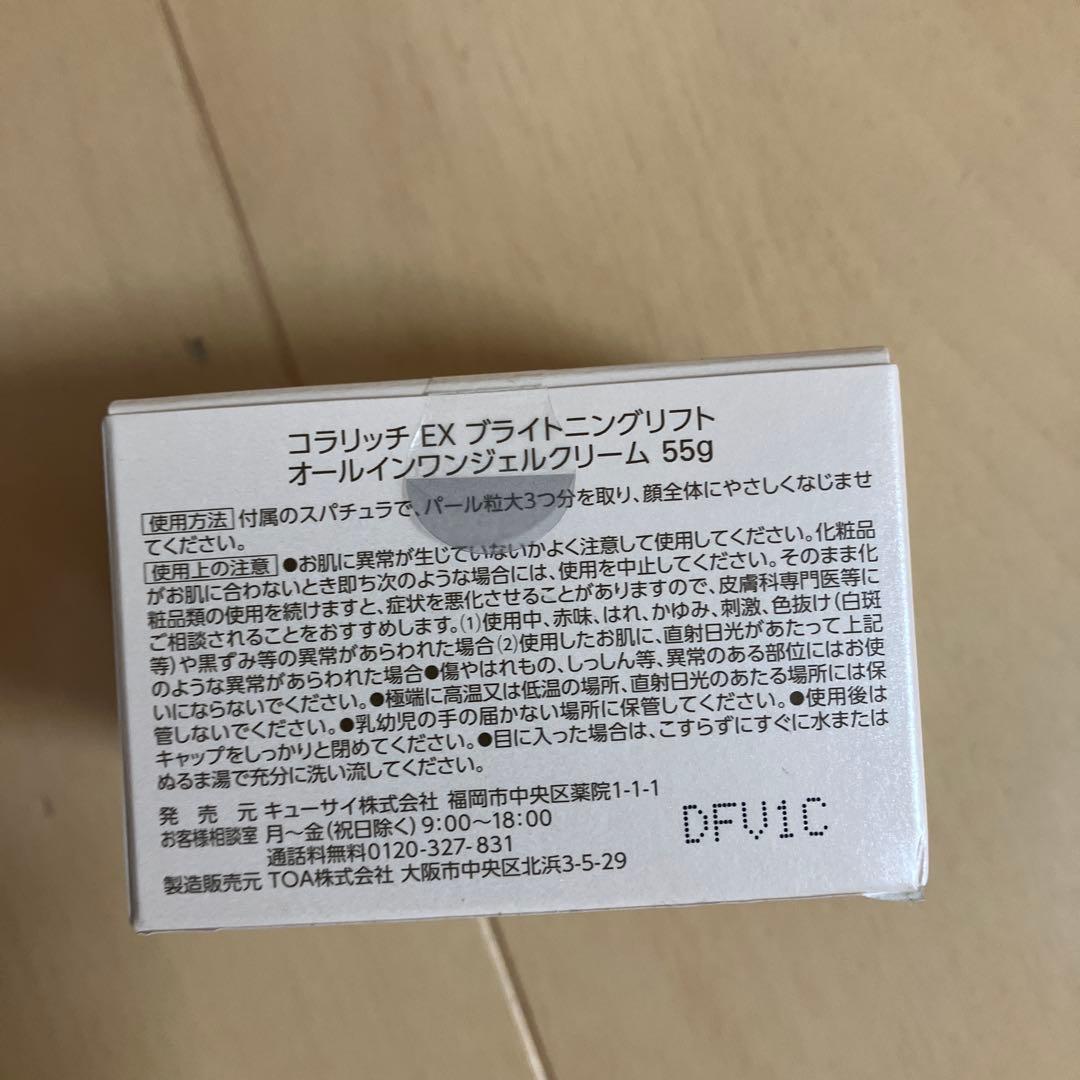 コラリッチ EX ブライトニングリフト
オールインワンジェルクリーム 55g
使用方法 付属のスパチュラで、パール粒大3つ分を取り、顔全体にやさしくなじませ
てください。
使用上の注意 ●お肌に異常が生じていないかよく注意して使用してください。化粧品
がお肌に合わないとき即ち次のような場合には、使用を中止してください。そのまま化
粧品類の使用を続けますと、症状を悪化させることがありますので、皮膚科専門医等に
ご相談されることをおすすめします。(1)使用中、赤味、はれ、かゆみ、刺激、色抜け(白斑
等)や黒ずみ等の異常があらわれた場合(2)使用したお肌に、直射日光があたって上記
のような異常があらわれた場合●傷やはれもの、しっしん等、異常のある部位にはお使
いにならないでください。●極端に高温又は低温の場所、直射日光のあたる場所には保
管しないでください。●乳幼児の手の届かない場所に保管してください。●使用後は
キャップをしっかりと閉めてください。●目に入った場合は、こすらずにすぐに水または
ぬるま湯で充分に洗い流してください。
発売元 キューサイ株式会社 福岡市中央区薬院1-1-1
お客様相談室 月～金(祝日除く)9:00～18:00
通話料無料0120-327-831
製造販売元 TOA株式会社 大阪市中央区北浜3-5-29
DFV1C